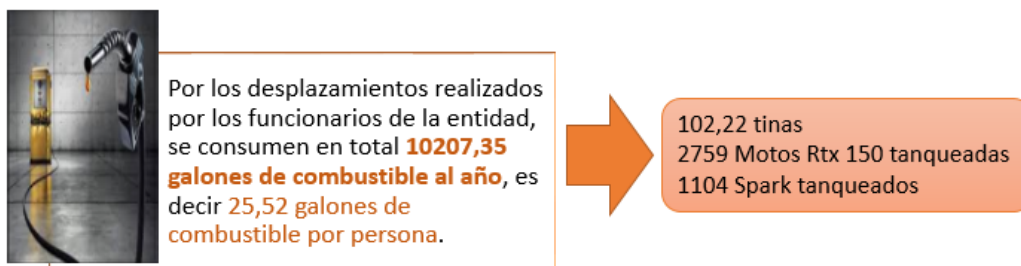 Por los desplazamientos realizados
por los funcionarios de la entidad,
se consumen en total 10207,35
galones de combustible al año, es
decir 25,52 galones de
combustible por persona.
102,22 tinas
2759 Motos Rtx 150 tanqueadas
1104 Spark tanqueados